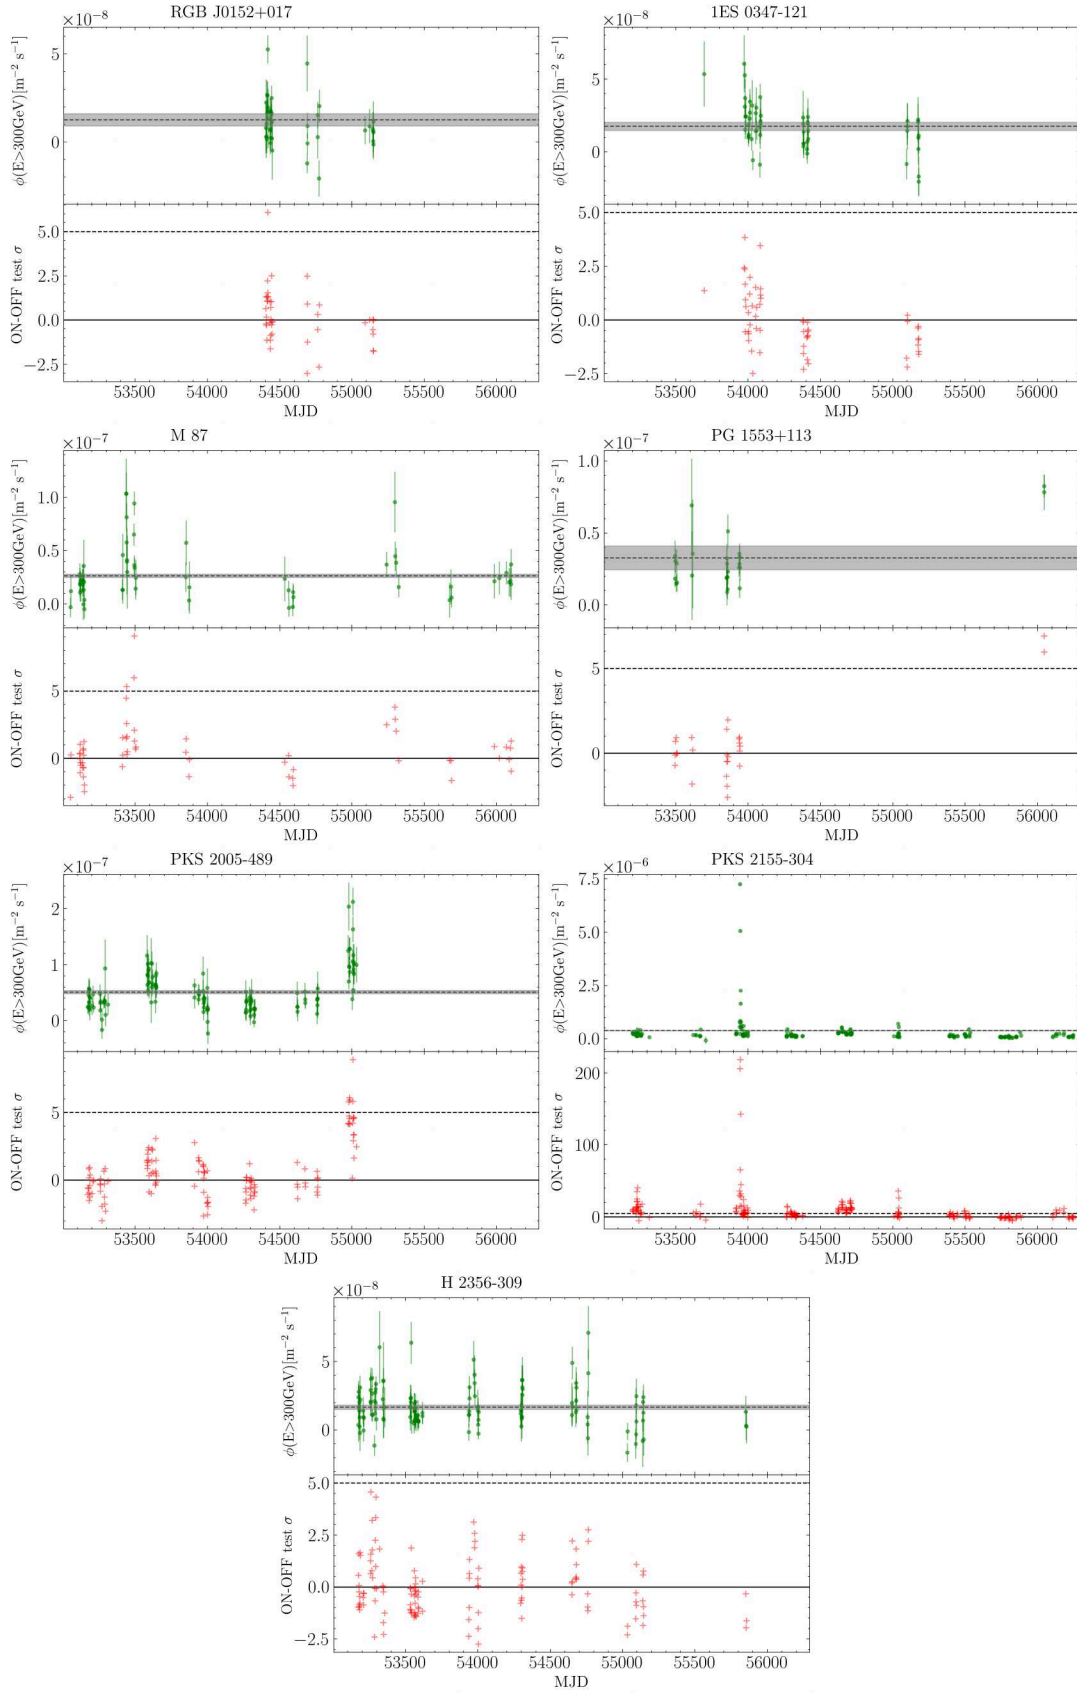 ×10⁻⁸ RGB J0152+017
ϕ(E>300GeV)[m⁻² s⁻¹]
5
0
ON-OFF test σ
5.0
2.5
0.0
−2.5
53500 54000 54500 55000 55500 56000
MJD
×10⁻⁸ 1ES 0347-121
ϕ(E>300GeV)[m⁻² s⁻¹]
5
0
ON-OFF test σ
5.0
2.5
0.0
−2.5
53500 54000 54500 55000 55500 56000
MJD
×10⁻⁷ M 87
ϕ(E>300GeV)[m⁻² s⁻¹]
1.0
0.5
0.0
ON-OFF test σ
5
0
53500 54000 54500 55000 55500 56000
MJD
×10⁻⁷ PG 1553+113
ϕ(E>300GeV)[m⁻² s⁻¹]
1.0
0.5
0.0
ON-OFF test σ
5
0
53500 54000 54500 55000 55500 56000
MJD
×10⁻⁷ PKS 2005-489
ϕ(E>300GeV)[m⁻² s⁻¹]
2
1
0
ON-OFF test σ
5
0
53500 54000 54500 55000 55500 56000
MJD
×10⁻⁶ PKS 2155-304
ϕ(E>300GeV)[m⁻² s⁻¹]
7.5
5.0
2.5
0.0
ON-OFF test σ
200
100
0
53500 54000 54500 55000 55500 56000
MJD
×10⁻⁸ H 2356-309
ϕ(E>300GeV)[m⁻² s⁻¹]
5
0
ON-OFF test σ
5.0
2.5
0.0
−2.5
53500 54000 54500 55000 55500 56000
MJD